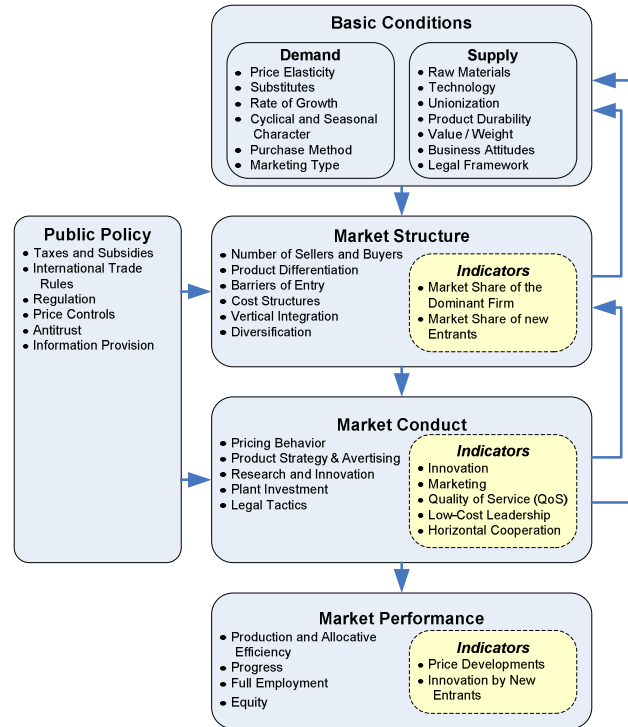 Basic Conditions
Demand
• Price Elasticity
• Substitutes
• Rate of Growth
• Cyclical and Seasonal
Character
• Purchase Method
• Marketing Type
Supply
• Raw Materials
• Technology
• Unionization
• Product Durability
• Value / Weight
• Business Attitudes
• Legal Framework
Public Policy
• Taxes and Subsidies
• International Trade
Rules
• Regulation
• Price Controls
• Antitrust
• Information Provision
Market Structure
• Number of Sellers and Buyers
• Product Differentiation
• Barriers of Entry
• Cost Structures
• Vertical Integration
• Diversification
Indicators
• Market Share of the
Dominant Firm
• Market Share of new
Entrants
Market Conduct
• Pricing Behavior
• Product Strategy & Avertising
• Research and Innovation
• Plant Investment
• Legal Tactics
Indicators
• Innovation
• Marketing
• Quality of Service (QoS)
• Low-Cost Leadership
• Horizontal Cooperation
Market Performance
• Production and Allocative
Efficiency
• Progress
• Full Employment
• Equity
Indicators
• Price Developments
• Innovation by New
Entrants